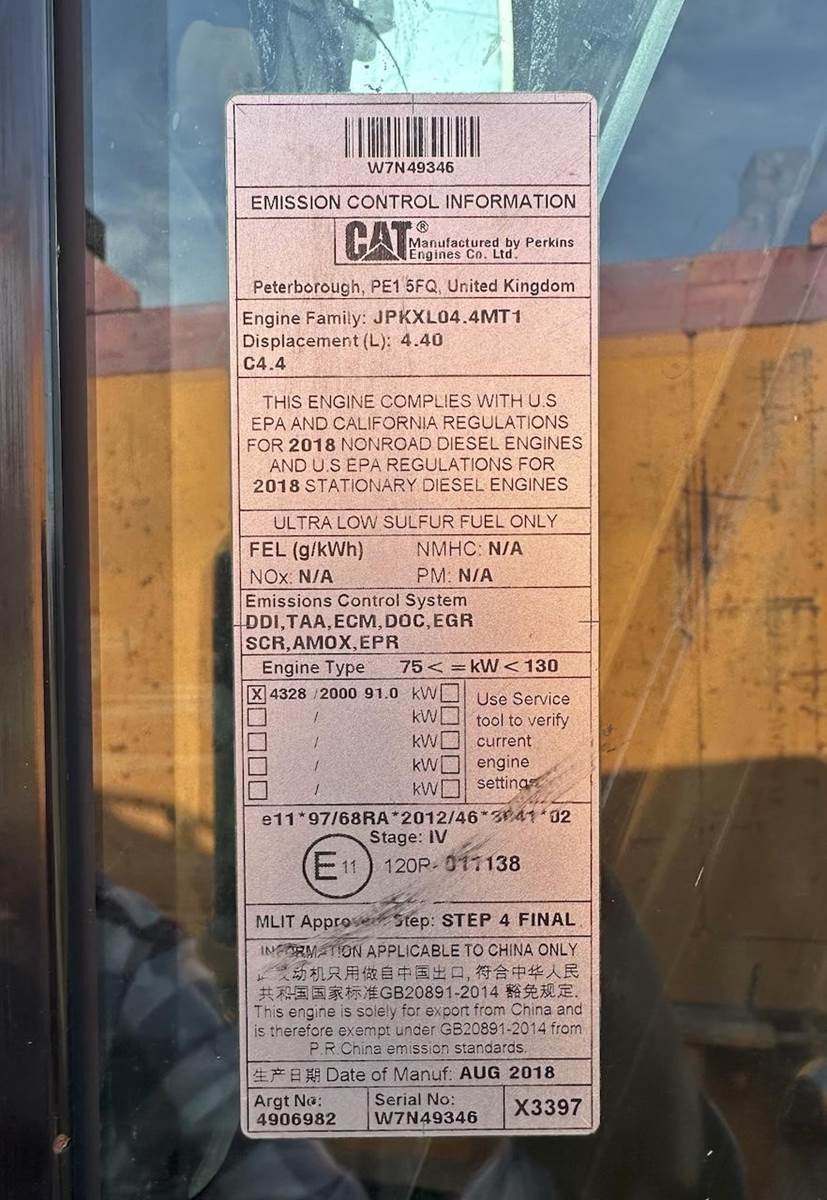 W7N49346
EMISSION CONTROL INFORMATION
CAT®
Manufactured by Perkins
Engines Co. Ltd.
Peterborough, PE1 5FQ, United Kingdom
Engine Family: JPKXL04.4MT1
Displacement (L): 4.40
C4.4
THIS ENGINE COMPLIES WITH U.S
EPA AND CALIFORNIA REGULATIONS
FOR 2018 NONROAD DIESEL ENGINES
AND U.S EPA REGULATIONS FOR
2018 STATIONARY DIESEL ENGINES
ULTRA LOW SULFUR FUEL ONLY
FEL (g/kWh) NMHC: N/A
NOx: N/A PM: N/A
Emissions Control System
DDI,TAA,ECM,DOC,EGR
SCR,AMOX,EPR
Engine Type 75 < = kW < 130
X 4328 /2000 91.0 kW
/ kW
/ kW
/ kW
/ kW
Use Service
tool to verify
current
engine
settings
e11*97/68RA*2012/46* *02
Stage: IV
E 11 120R- 011138
MLIT Approval Step: STEP 4 FINAL
INFORMATION APPLICABLE TO CHINA ONLY
动机只用做自中国出口, 符合中华人民
共和国国家标准GB20891-2014 豁免规定.
This engine is solely for export from China and
is therefore exempt under GB20891-2014 from
P.R.China emission standards.
生产日期 Date of Manuf: AUG 2018
Argt No:
4906982
Serial No:
W7N49346
X3397